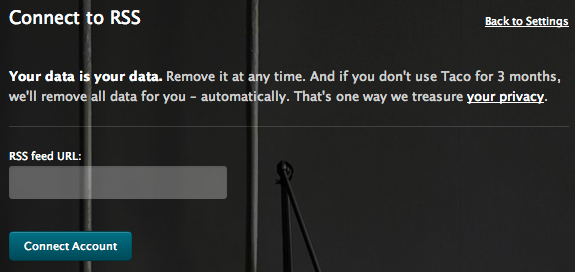 Connect to RSS
Back to Settings
Your data is your data. Remove it at any time. And if you don't use Taco for 3 months,
we'll remove all data for you – automatically. That's one way we treasure your privacy.
RSS feed URL:
Connect Account